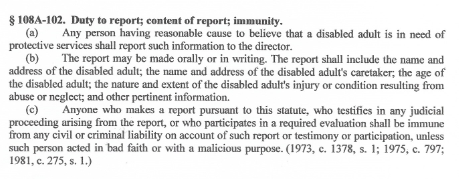 § 108A-102. Duty to report; content of report; immunity.
(a) Any person having reasonable cause to believe that a disabled adult is in need of
protective services shall report such information to the director.
(b) The report may be made orally or in writing. The report shall include the name and
address of the disabled adult; the name and address of the disabled adult's caretaker; the age of
the disabled adult; the nature and extent of the disabled adult's injury or condition resulting from
abuse or neglect; and other pertinent information.
(c) Anyone who makes a report pursuant to this statute, who testifies in any judicial
proceeding arising from the report, or who participates in a required evaluation shall be immune
from any civil or criminal liability on account of such report or testimony or participation, unless
such person acted in bad faith or with a malicious purpose. (1973, c. 1378, s. 1; 1975, c. 797;
1981, c. 275, s. 1.)